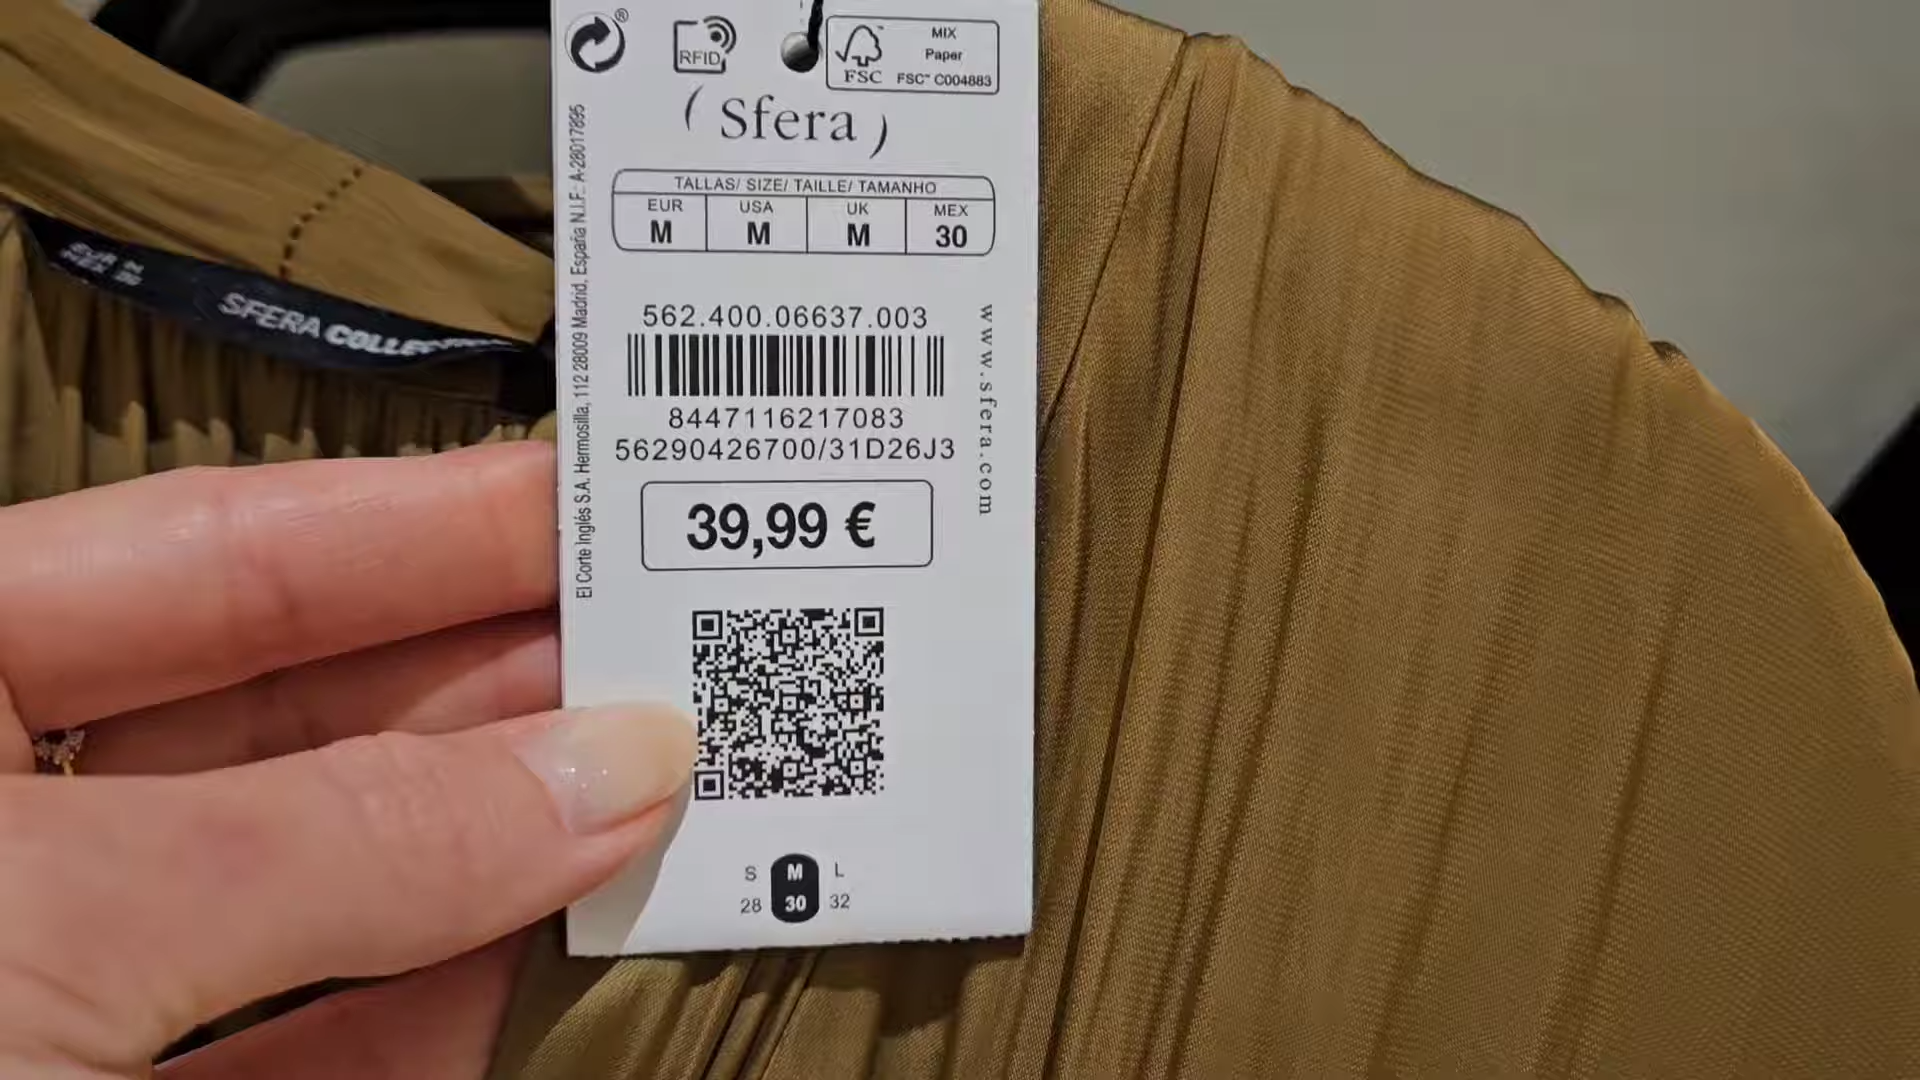 ®
RFID
FSC
MIX
Paper
FSC™ C004883
( Sfera )
TALLAS/ SIZE/ TAILLE/ TAMANHO
EUR USA UK MEX
M M M 30
562.400.06637.003
8447116217083
56290426700/31D26J3
39,99 €
www.sfera.com
El Corte Inglés S.A. Hermosilla, 112 28009 Madrid, España N.I.F.: A-28017895
S M L
28 30 32
EUR M
SFERA